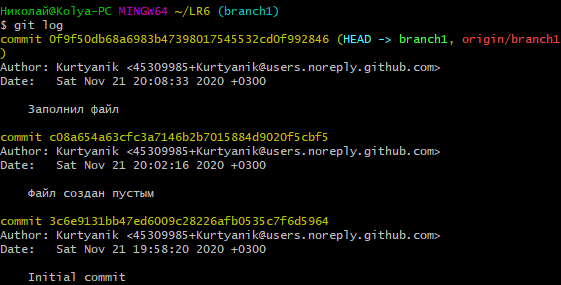 Николай@Kolya-PC MINGW64 ~/LR6 (branch1)
$ git log
commit 0f9f50db68a6983b47398017545532cd0f992846 (HEAD -> branch1, origin/branch1
)
Author: Kurtyanik <45309985+Kurtyanik@users.noreply.github.com>
Date:   Sat Nov 21 20:08:33 2020 +0300

    Заполнил файл

commit c08a654a63cfc3a7146b2b7015884d9020f5cbf5
Author: Kurtyanik <45309985+Kurtyanik@users.noreply.github.com>
Date:   Sat Nov 21 20:02:16 2020 +0300

    Файл создан пустым

commit 3c6e9131bb47ed6009c28226afb0535c7f6d5964
Author: Kurtyanik <45309985+Kurtyanik@users.noreply.github.com>
Date:   Sat Nov 21 19:58:20 2020 +0300

    Initial commit